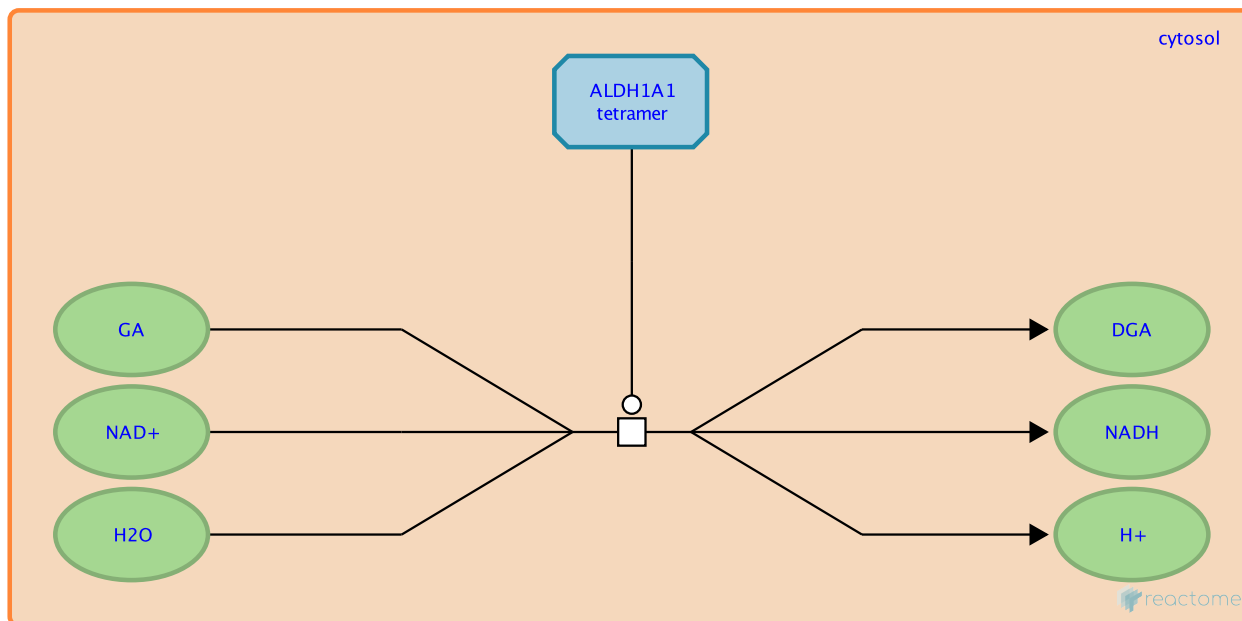 cytosol
ALDH1A1
tetramer
GA
DGA
NAD+
NADH
H2O
H+
reactome